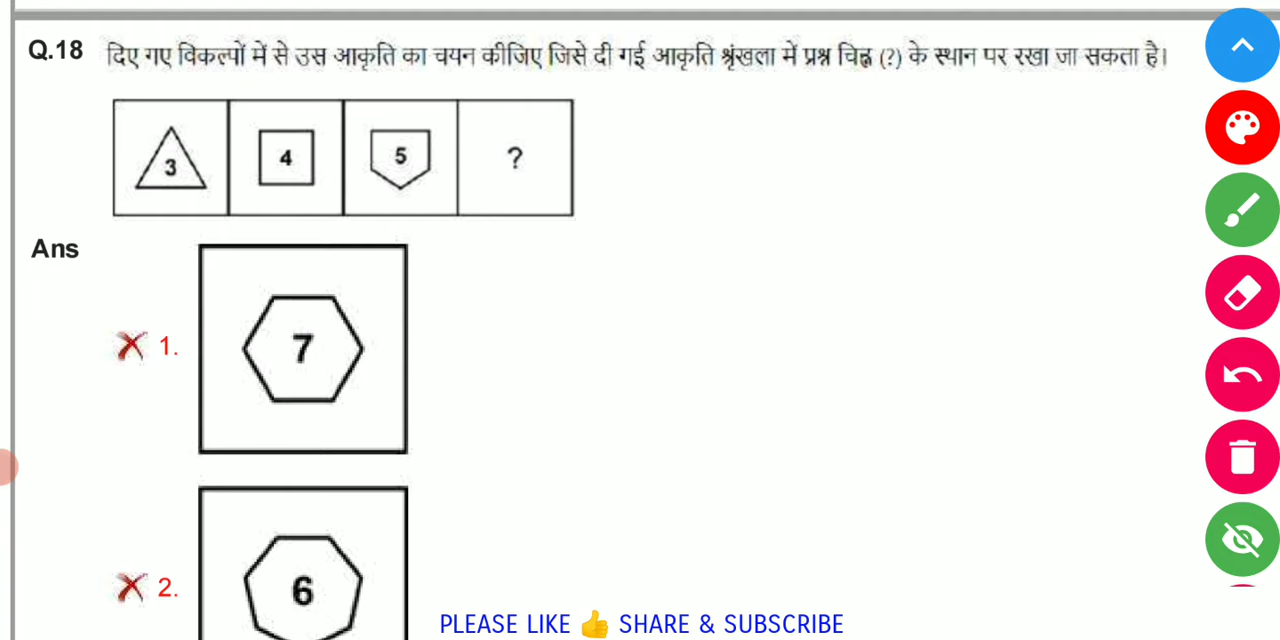 Q.18 दिए गए विकल्पों में से उस आकृति का चयन कीजिए जिसे दी गई आकृति श्रृंखला में प्रश्न चिह्न (?) के स्थान पर रखा जा सकता है।
3 4 5 ?
Ans
1. 7
2. 6
PLEASE LIKE 👍 SHARE & SUBSCRIBE